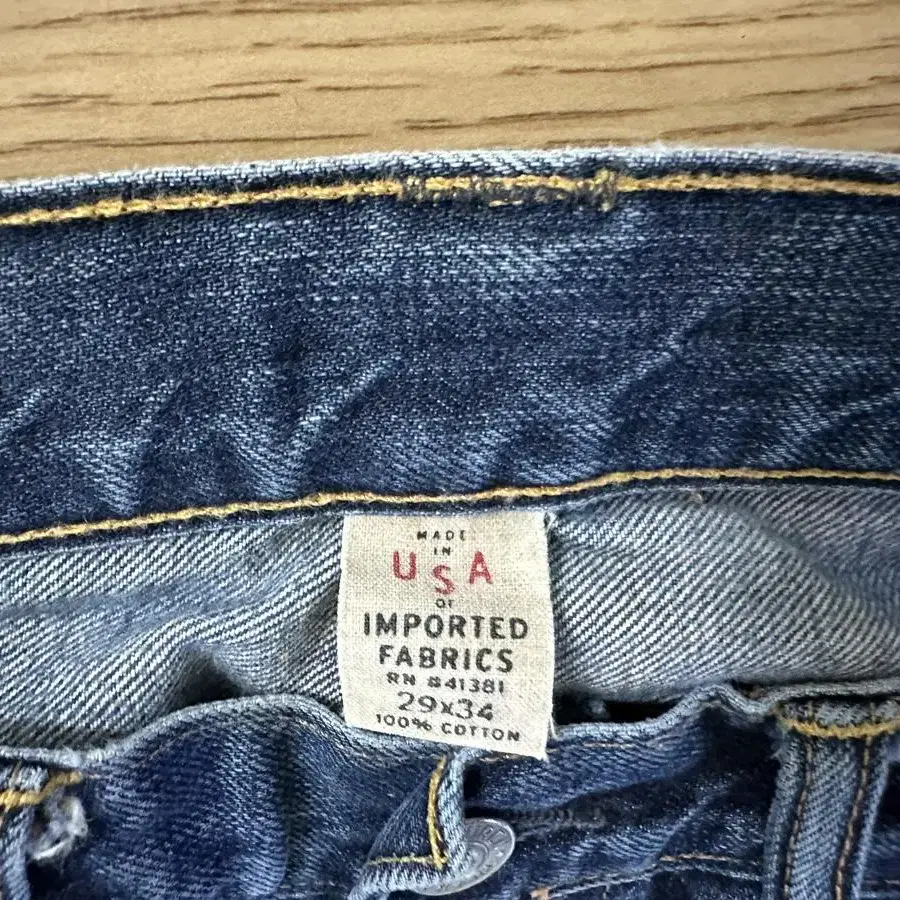 MADE
IN
USA
OF
IMPORTED
FABRICS
RN #41381
29x34
100% COTTON